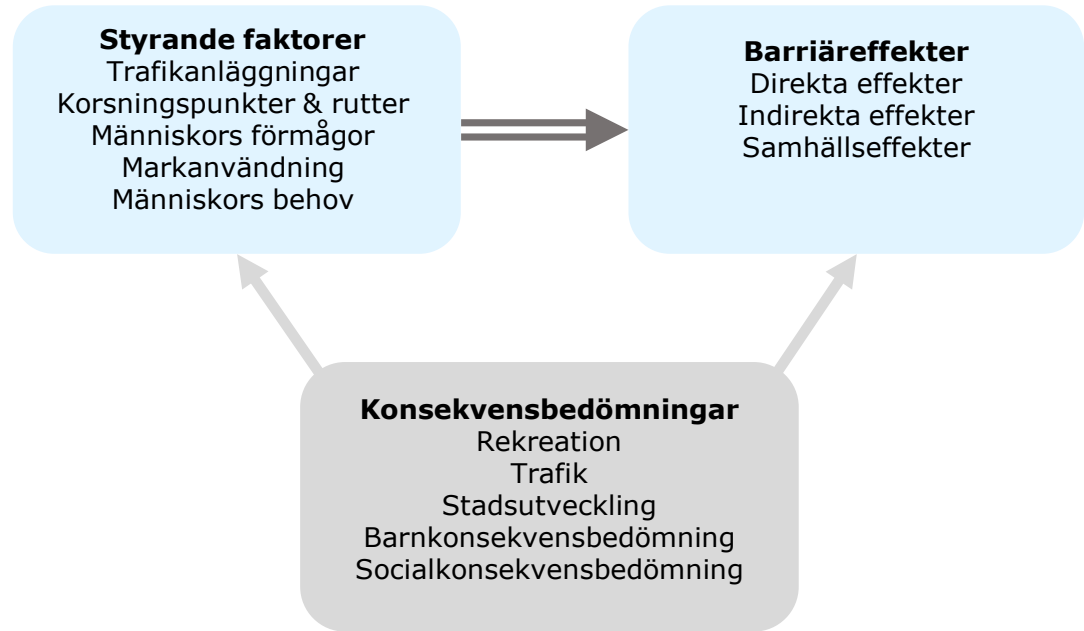 Styrande faktorer
Trafikanläggningar
Korsningspunkter & rutter
Människors förmågor
Markanvändning
Människors behov
Barriäreffekter
Direkta effekter
Indirekta effekter
Samhällseffekter
Konsekvensbedömningar
Rekreation
Trafik
Stadsutveckling
Barnkonsekvensbedömning
Socialkonsekvensbedömning